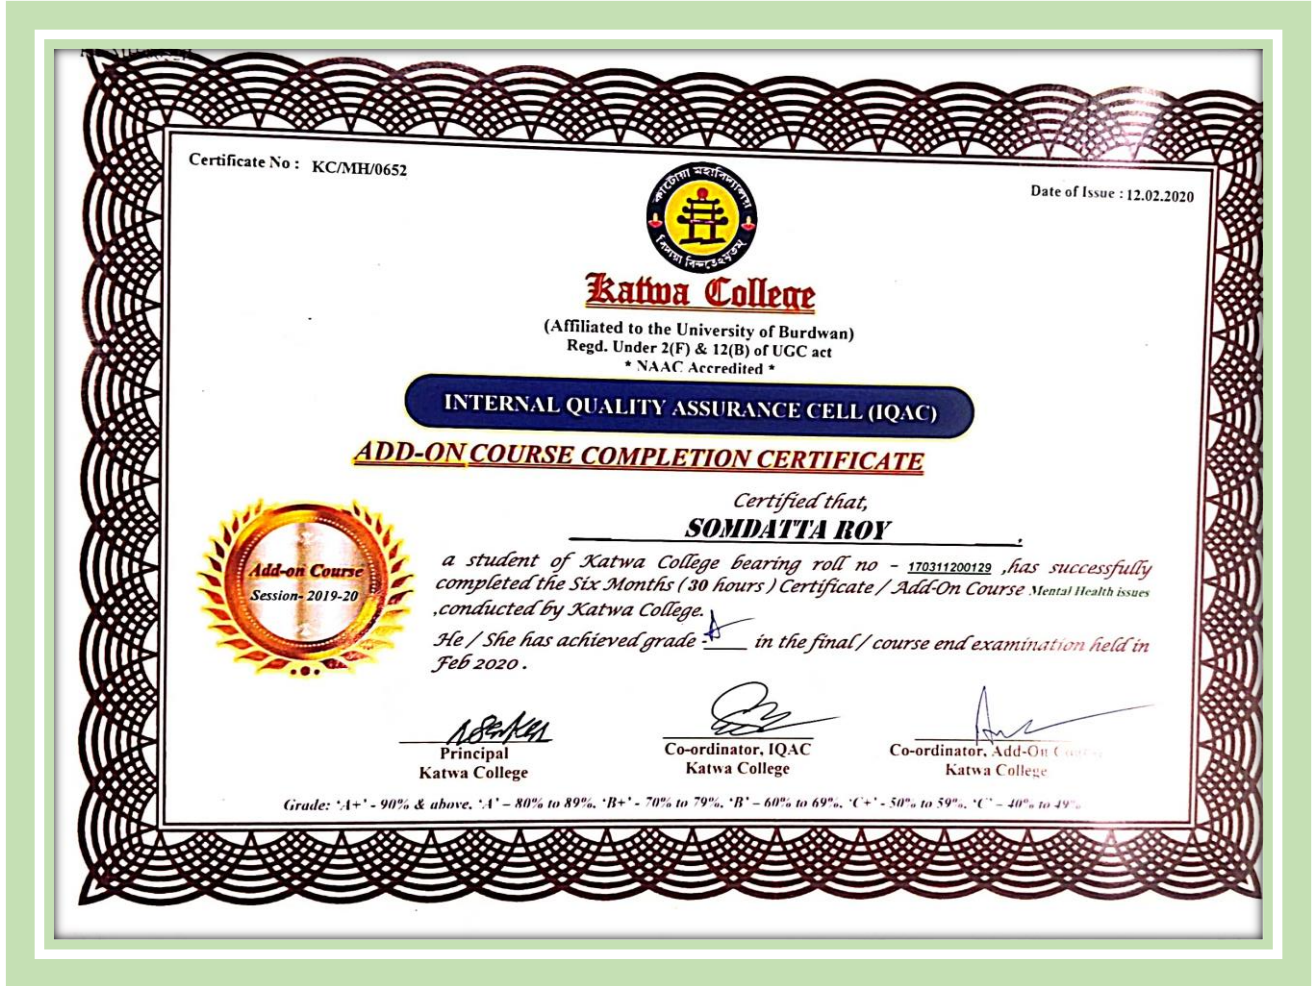 Certificate No : KC/MH/0652
Date of Issue : 12.02.2020
কাটোয়া মহাবিদ্যালয়
Katwa College
(Affiliated to the University of Burdwan)
Regd. Under 2(F) & 12(B) of UGC act
* NAAC Accredited *
INTERNAL QUALITY ASSURANCE CELL (IQAC)
ADD-ON COURSE COMPLETION CERTIFICATE
Certified that,
SOMDATTA ROY .
a student of Katwa College bearing roll no - 170311200129 ,has successfully
completed the Six Months ( 30 hours ) Certificate / Add-On Course Mental Health issues
,conducted by Katwa College.
He / She has achieved grade - A in the final / course end examination held in
Feb 2020 .
Add-on Course
Session- 2019-20
Principal
Katwa College
Co-ordinator, IQAC
Katwa College
Co-ordinator, Add-On
Katwa College
Grade: 'A+' - 90% & above, 'A' – 80% to 89%, 'B+' - 70% to 79%, 'B' – 60% to 69%, 'C+' - 50% to 59%, 'C' – 40% to 49%